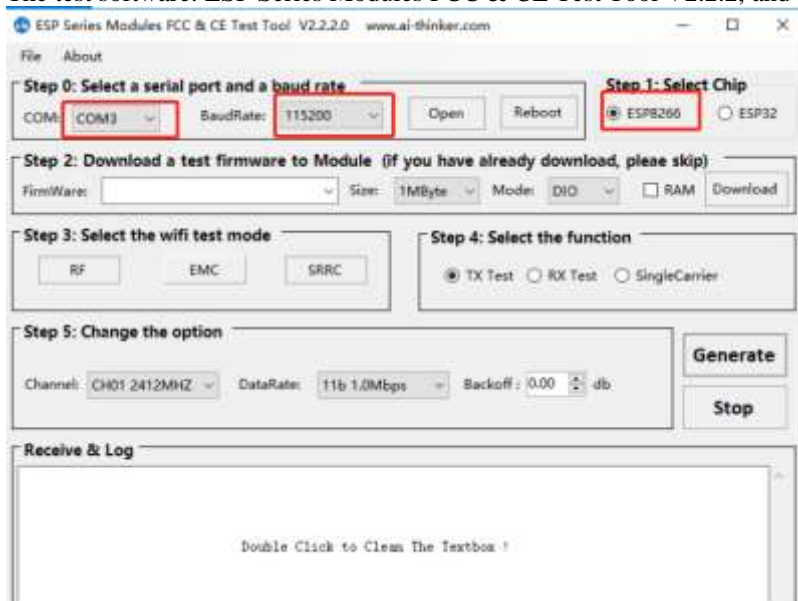 ESP Series Modules FCC & CE Test Tool V2.2.2.0 www.ai-thinker.com
File About
Step 0: Select a serial port and a baud rate
COM: COM3 BaudRate: 115200 Open Reboot
Step 1: Select Chip
ESP8266 ESP32
Step 2: Download a test firmware to Module (if you have already download, pleae skip)
FirmWare: Size: 1MByte Mode: DIO RAM Download
Step 3: Select the wifi test mode
RF EMC SRRC
Step 4: Select the function
TX Test RX Test SingleCarrier
Step 5: Change the option
Channel: CH01 2412MHZ DataRate: 11b 1.0Mbps Backoff: 0.00 db
Generate
Stop
Receive & Log
Double Click to Clean The Textbox !